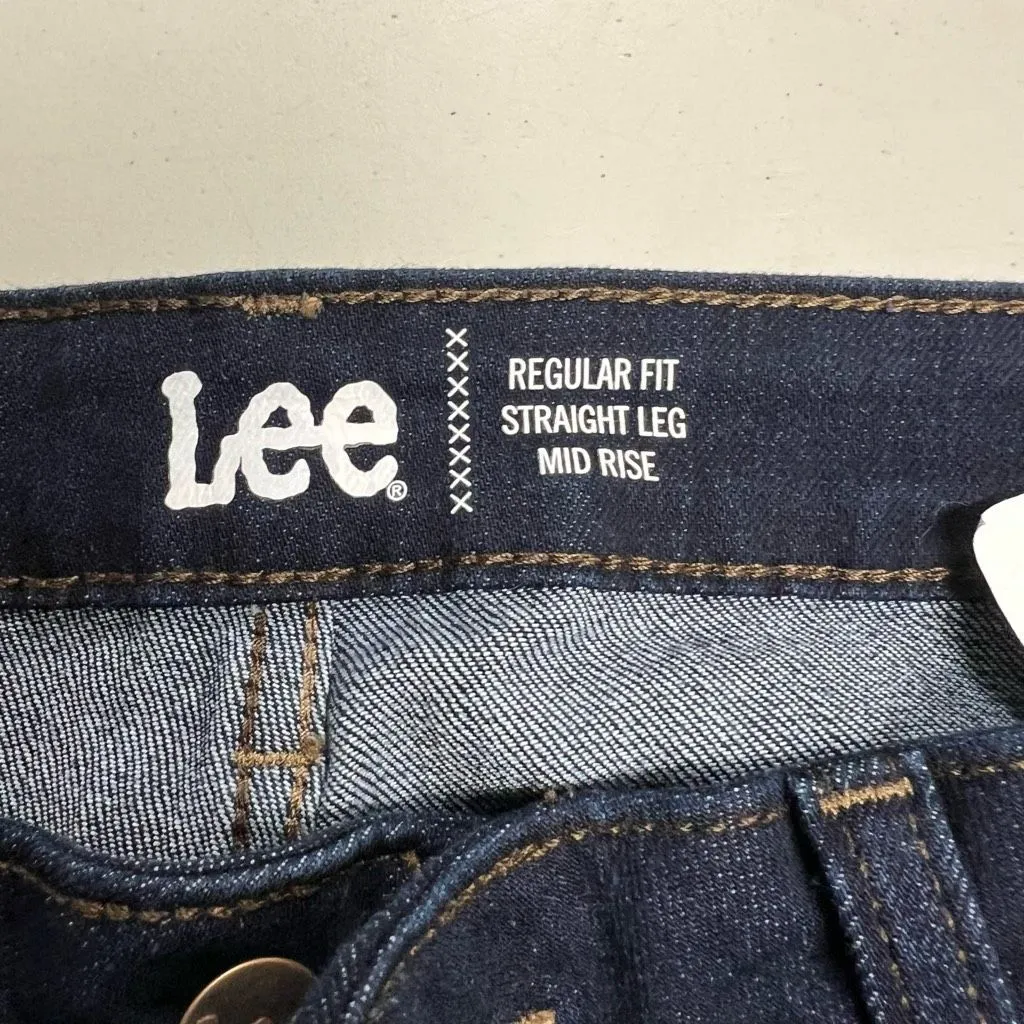 Lee®
REGULAR FIT
STRAIGHT LEG
MID RISE